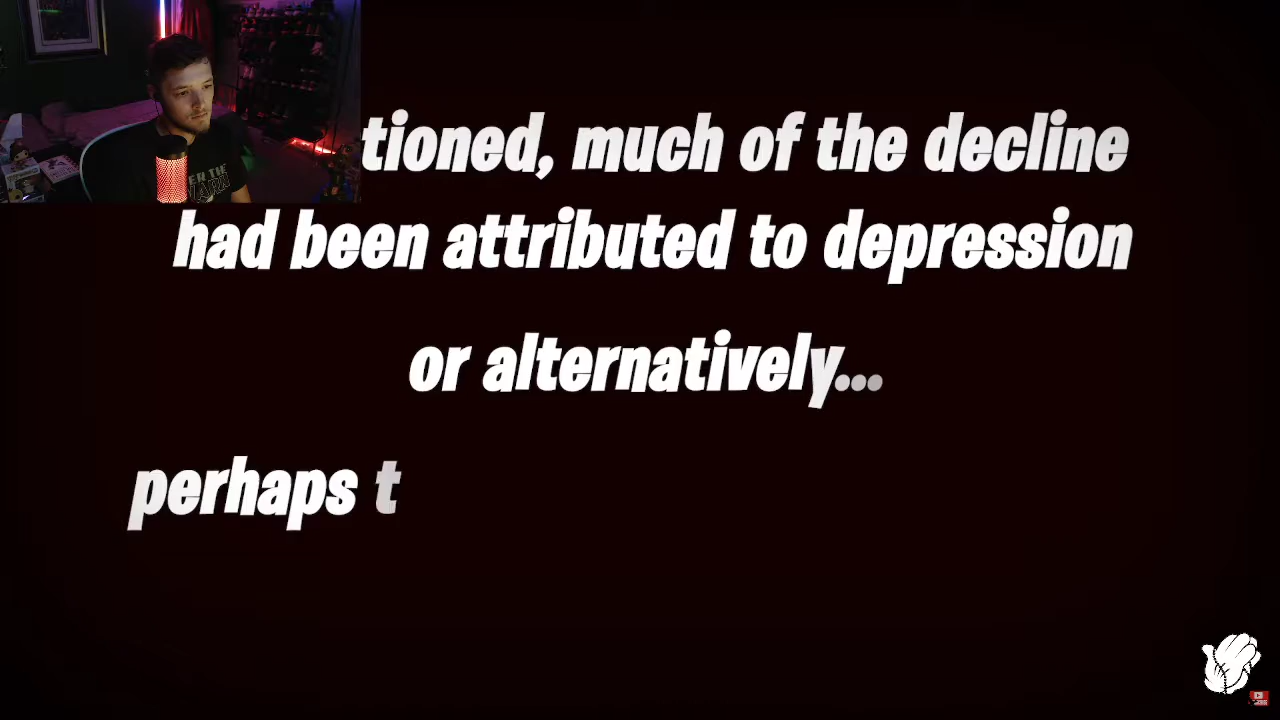 tioned, much of the decline
had been attributed to depression
or alternatively...
perhaps t